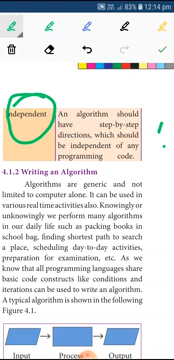 83% 12:14 pm
independent An algorithm should
have step-by-step
directions, which should
be independent of any
programming code.
4.1.2 Writing an Algorithm
Algorithms are generic and not
limited to computer alone. It can be used in
various real time activities also. Knowingly or
unknowingly we perform many algorithms
in our daily life such as packing books in
school bag, finding shortest path to search
a place, scheduling day-to-day activities,
preparation for examination, etc. As we
know that all programming languages share
basic code constructs like conditions and
iterations can be used to write an algorithm.
A typical algorithm is shown in the following
Figure 4.1.
Input Process Output